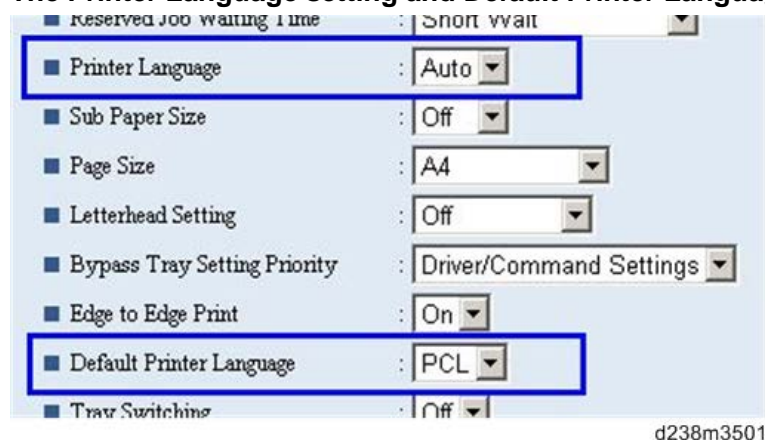 The Printer Language setting and Default Printer Langua
Reserved Job Waiting Time : Short Wait
Printer Language : Auto
Sub Paper Size : Off
Page Size : A4
Letterhead Setting : Off
Bypass Tray Setting Priority : Driver/Command Settings
Edge to Edge Print : On
Default Printer Language : PCL
Tray Switching : Off
d238m3501